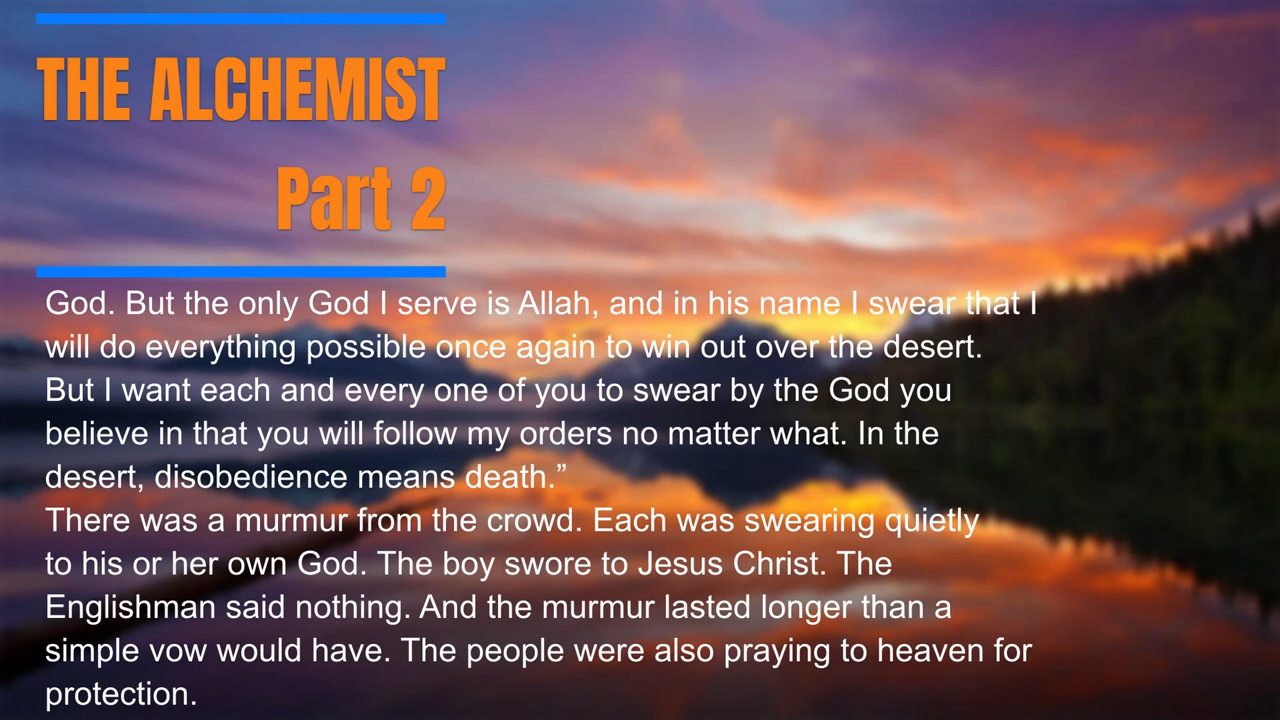 THE ALCHEMIST
Part 2
God. But the only God I serve is Allah, and in his name I swear that I
will do everything possible once again to win out over the desert.
But I want each and every one of you to swear by the God you
believe in that you will follow my orders no matter what. In the
desert, disobedience means death.”
There was a murmur from the crowd. Each was swearing quietly
to his or her own God. The boy swore to Jesus Christ. The
Englishman said nothing. And the murmur lasted longer than a
simple vow would have. The people were also praying to heaven for
protection.